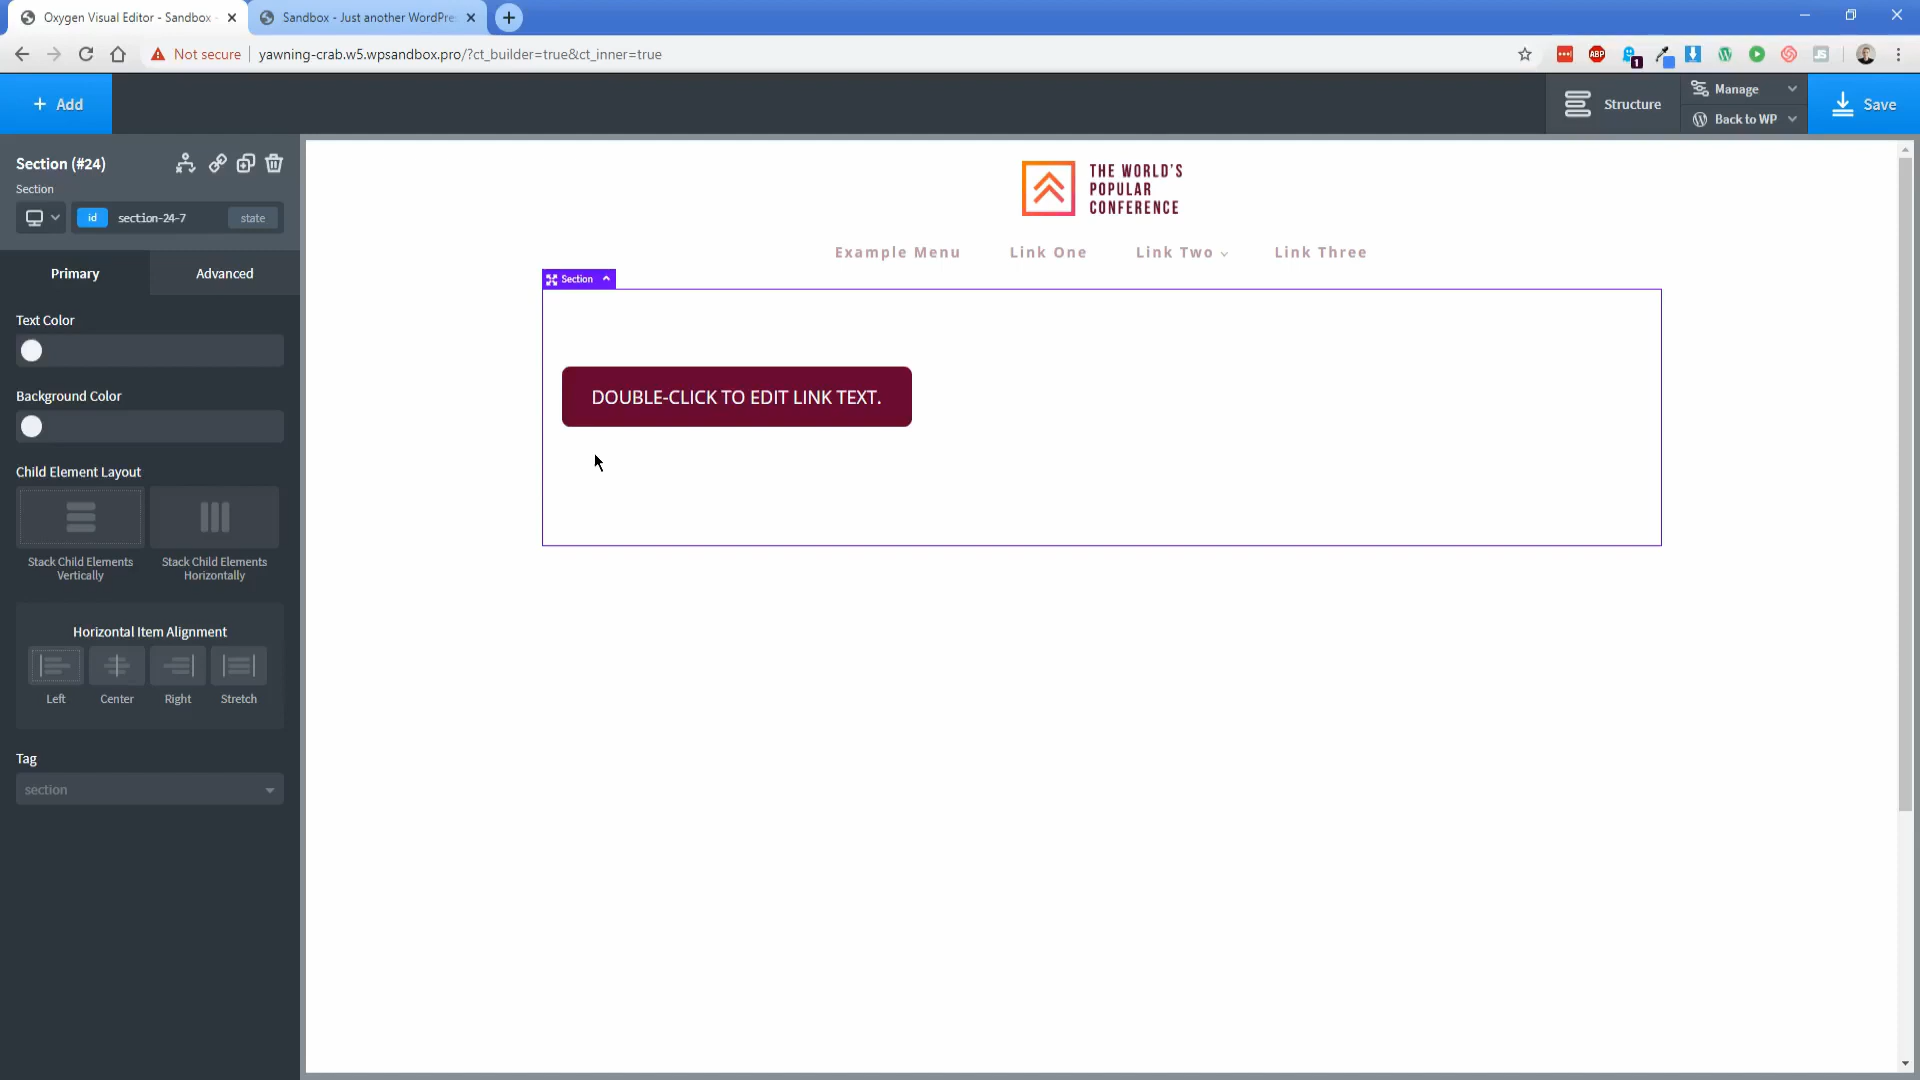 Oxygen Visual Editor - Sandbox -
Sandbox - Just another WordPre
Not secure
yawning-crab.w5.wpsandbox.pro/?ct_builder=true&ct_inner=true
ABP
1
JS
+ Add
Structure
Manage
Back to WP
Save
Section (#24)
Section
id
section-24-7
state
Primary
Advanced
Text Color
Background Color
Child Element Layout
Stack Child Elements
Vertically
Stack Child Elements
Horizontally
Horizontal Item Alignment
Left
Center
Right
Stretch
Tag
section
THE WORLD'S
POPULAR
CONFERENCE
Example Menu
Link One
Link Two
Link Three
Section
DOUBLE-CLICK TO EDIT LINK TEXT.